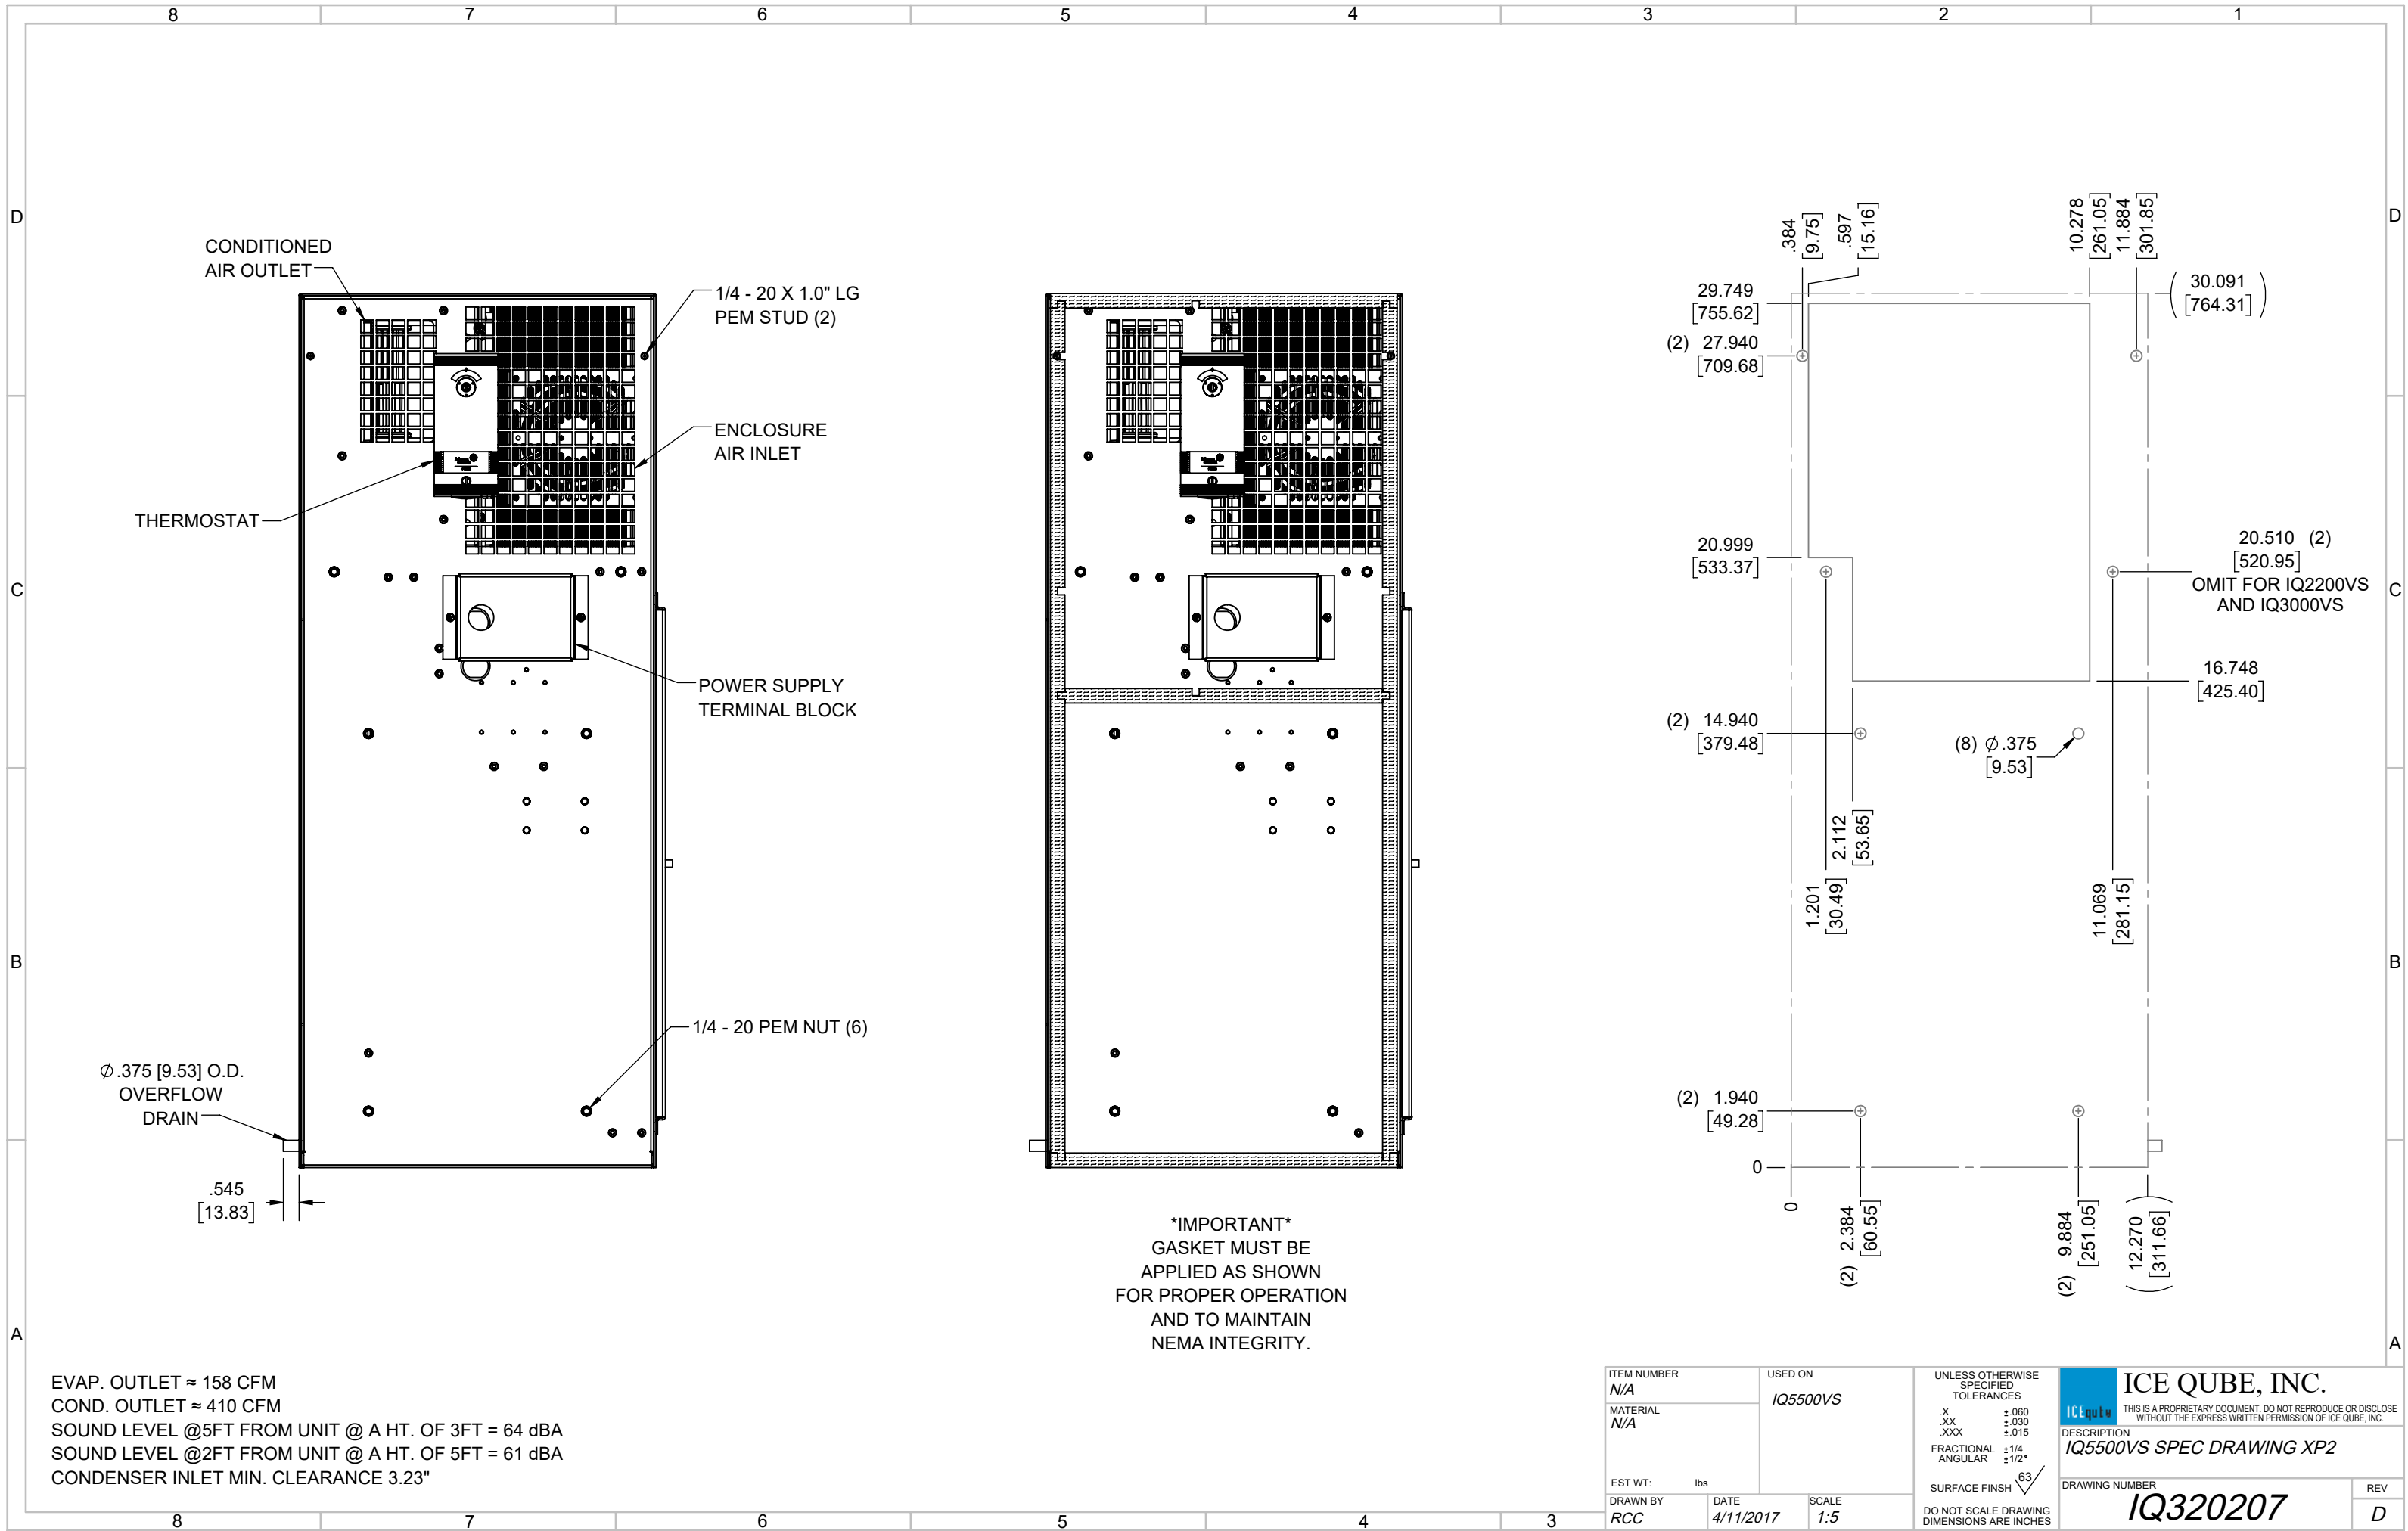 8 7 6 5 4 3 2 1
D
D
CONDITIONED
AIR OUTLET
1/4 - 20 X 1.0" LG
PEM STUD (2)
ENCLOSURE
AIR INLET
THERMOSTAT
POWER SUPPLY
TERMINAL BLOCK
1/4 - 20 PEM NUT (6)
Ø.375 [9.53] O.D.
OVERFLOW
DRAIN
.545
[13.83]
*IMPORTANT*
GASKET MUST BE
APPLIED AS SHOWN
FOR PROPER OPERATION
AND TO MAINTAIN
NEMA INTEGRITY.
.384
[9.75]
.597
[15.16]
10.278
[261.05]
11.884
[301.85]
(30.091
[764.31])
29.749
[755.62]
(2) 27.940
[709.68]
20.999
[533.37]
20.510 (2)
[520.95]
OMIT FOR IQ2200VS
AND IQ3000VS
16.748
[425.40]
(2) 14.940
[379.48]
(8) Ø.375
[9.53]
2.112
[53.65]
1.201
[30.49]
11.069
[281.15]
(2) 1.940
[49.28]
0
0
(2) 2.384
[60.55]
(2) 9.884
[251.05]
(12.270
[311.66])
C
C
B
B
A
A
EVAP. OUTLET ≈ 158 CFM
COND. OUTLET ≈ 410 CFM
SOUND LEVEL @5FT FROM UNIT @ A HT. OF 3FT = 64 dBA
SOUND LEVEL @2FT FROM UNIT @ A HT. OF 5FT = 61 dBA
CONDENSER INLET MIN. CLEARANCE 3.23"
ITEM NUMBER
N/A
MATERIAL
N/A
EST WT: lbs
USED ON
IQ5500VS
DRAWN BY
RCC
DATE
4/11/2017
SCALE
1:5
UNLESS OTHERWISE
SPECIFIED
TOLERANCES
.X ±.060
.XX ±.030
.XXX ±.015
FRACTIONAL ±1/4
ANGULAR ±1/2°
SURFACE FINSH 63
DO NOT SCALE DRAWING
DIMENSIONS ARE INCHES
ICEqube
ICE QUBE, INC.
THIS IS A PROPRIETARY DOCUMENT. DO NOT REPRODUCE OR DISCLOSE
WITHOUT THE EXPRESS WRITTEN PERMISSION OF ICE QUBE, INC.
DESCRIPTION
IQ5500VS SPEC DRAWING XP2
DRAWING NUMBER
IQ320207
REV
D
8 7 6 5 4 3